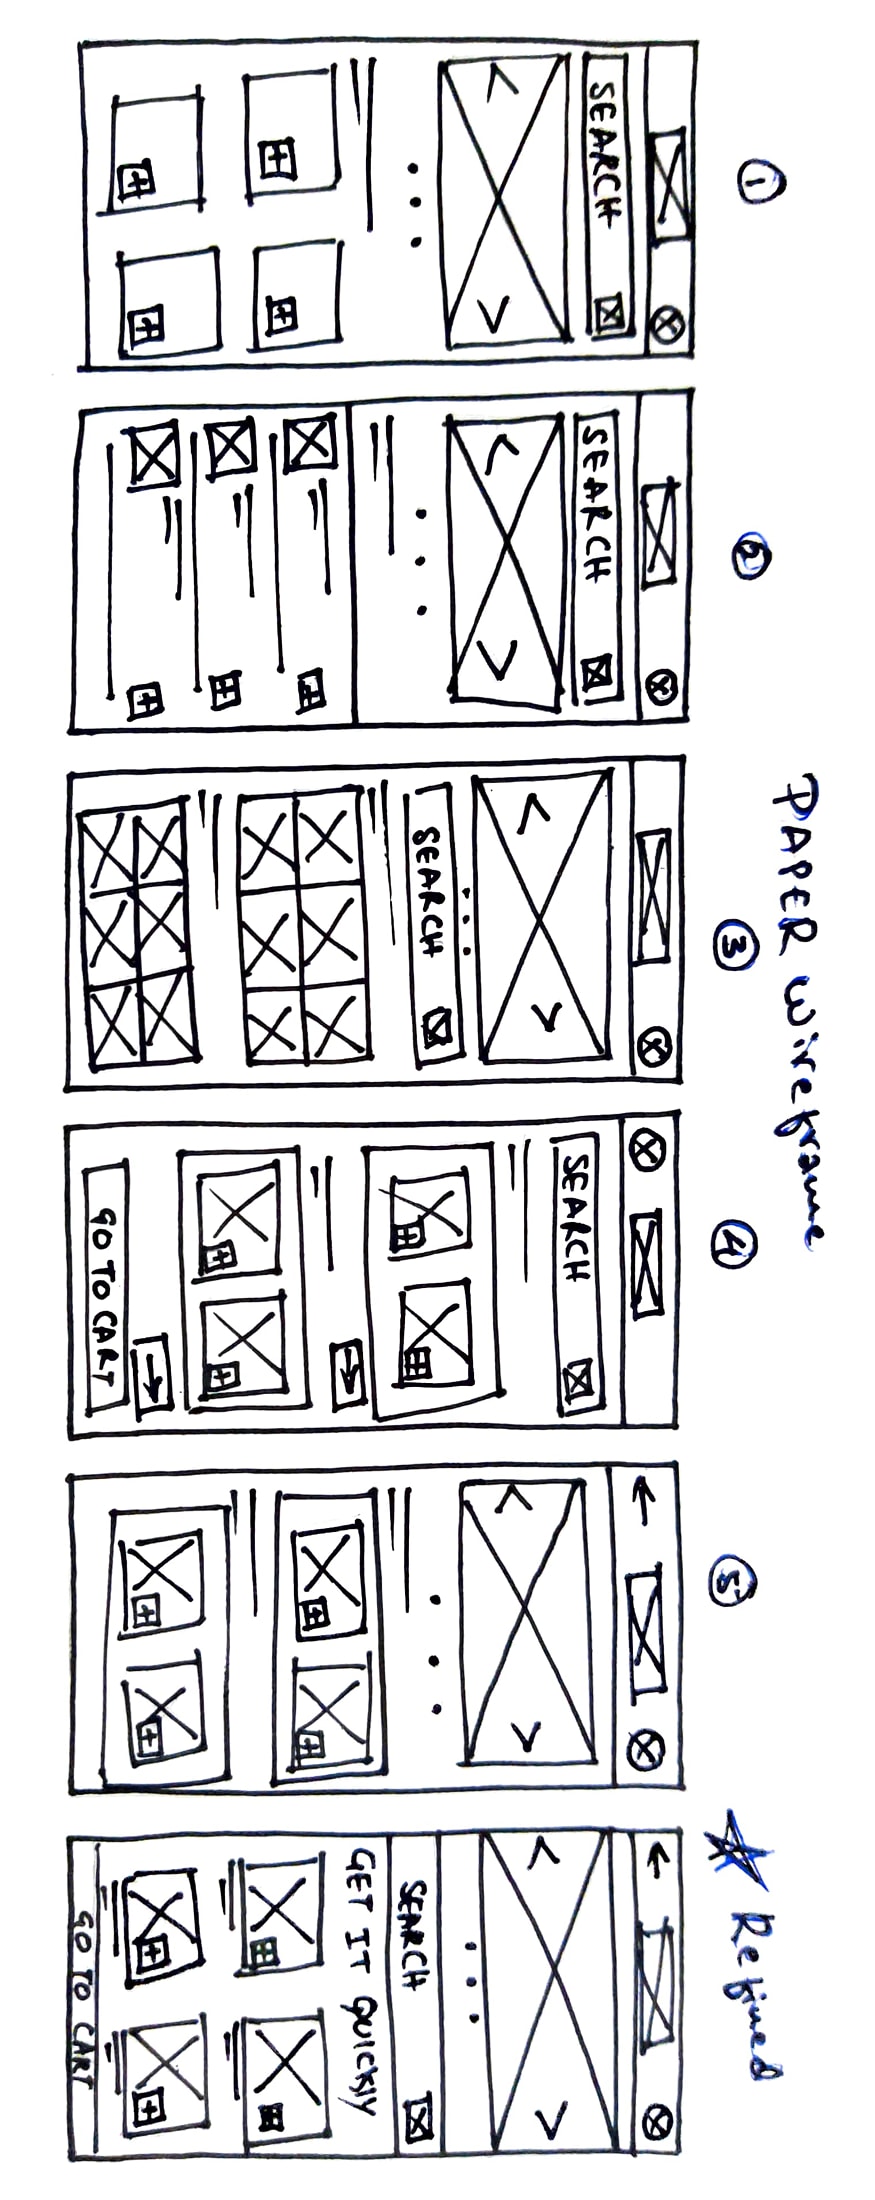 PAPER Wireframe
1
2
3
4
5
Refined
SEARCH
SEARCH
SEARCH
GO TO CART
SEARCH
GET IT QUICKLY
SEARCH
GO TO CART